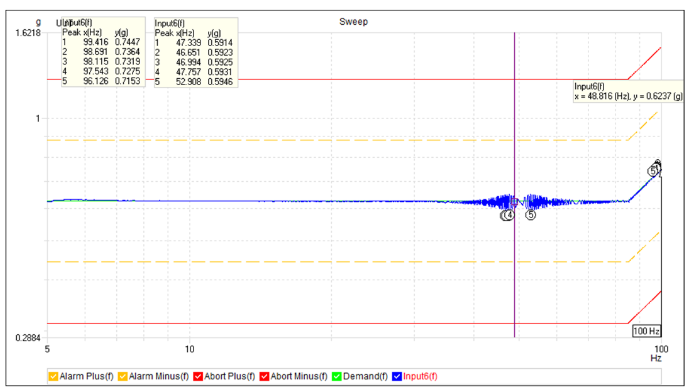 g
Sweep
1.6218
Input6(f)
Peak x(Hz) y(g)
1 99.416 0.7447
2 98.691 0.7364
3 98.115 0.7319
4 97.543 0.7275
5 96.126 0.7153
Input6(f)
Peak x(Hz) y(g)
1 47.339 0.5914
2 46.651 0.5923
3 46.994 0.5925
4 47.757 0.5931
5 52.908 0.5946
Input6(f)
x = 48.816 (Hz), y = 0.6237 (g)
1
5
4
5
0.2884
100 Hz
5
10
100
Hz
Alarm Plus(f) Alarm Minus(f) Abort Plus(f) Abort Minus(f) Demand(f) Input6(f)